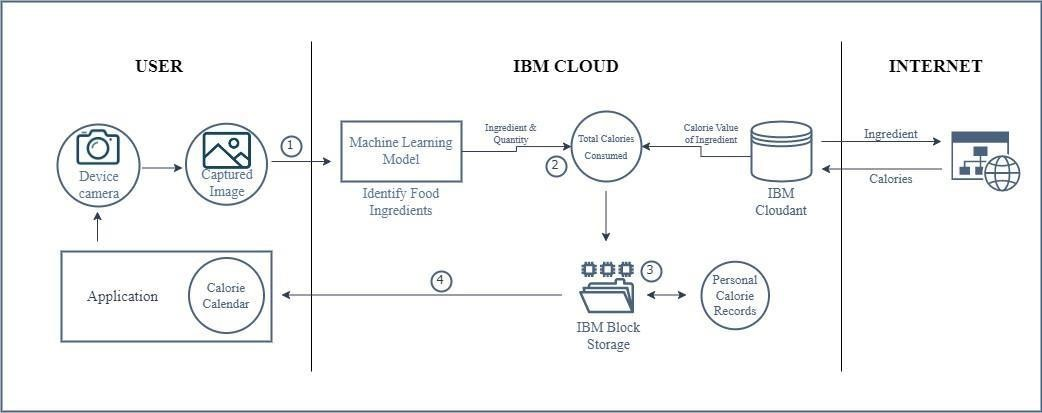 USER
IBM CLOUD
INTERNET
Device
camera
Captured
Image
1
Machine Learning
Model
Identify Food
Ingredients
Ingredient &
Quantity
2
Total Calories
Consumed
Calorie Value
of Ingredient
IBM
Cloudant
Ingredient
Calories
Application
Calorie
Calendar
4
3
IBM Block
Storage
Personal
Calorie
Records